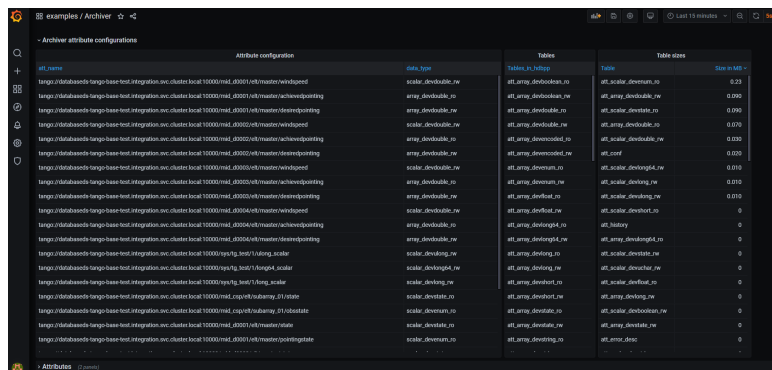 examples / Archiver
Last 15 minutes
5s
Archiver attribute configurations
Attribute configuration Tables Table sizes
att_name data_type Tables_in_hdbpp Table Size in MB
tango://databaseds-tango-base-test.integration.svc.cluster.local:10000/mid_d0001/elt/master/windspeed scalar_devdouble_rw att_array_devboolean_ro att_scalar_devenum_ro 0.23
tango://databaseds-tango-base-test.integration.svc.cluster.local:10000/mid_d0001/elt/master/achievedpointing array_devdouble_ro att_array_devboolean_rw att_array_devdouble_rw 0.090
tango://databaseds-tango-base-test.integration.svc.cluster.local:10000/mid_d0001/elt/master/desiredpointing array_devdouble_rw att_array_devdouble_ro att_scalar_devstate_ro 0.090
tango://databaseds-tango-base-test.integration.svc.cluster.local:10000/mid_d0002/elt/master/windspeed scalar_devdouble_rw att_array_devdouble_rw att_array_devdouble_ro 0.070
tango://databaseds-tango-base-test.integration.svc.cluster.local:10000/mid_d0002/elt/master/achievedpointing array_devdouble_ro att_array_devencoded_ro att_scalar_devdouble_rw 0.030
tango://databaseds-tango-base-test.integration.svc.cluster.local:10000/mid_d0002/elt/master/desiredpointing array_devdouble_rw att_array_devencoded_rw att_conf 0.020
tango://databaseds-tango-base-test.integration.svc.cluster.local:10000/mid_d0003/elt/master/windspeed scalar_devdouble_rw att_array_devenum_ro att_scalar_devlong64_rw 0.010
tango://databaseds-tango-base-test.integration.svc.cluster.local:10000/mid_d0003/elt/master/achievedpointing array_devdouble_ro att_array_devenum_rw att_scalar_devlong_rw 0.010
tango://databaseds-tango-base-test.integration.svc.cluster.local:10000/mid_d0003/elt/master/desiredpointing array_devdouble_rw att_array_devfloat_ro att_scalar_devulong_rw 0.010
tango://databaseds-tango-base-test.integration.svc.cluster.local:10000/mid_d0004/elt/master/windspeed scalar_devdouble_rw att_array_devfloat_rw att_scalar_devshort_ro 0
tango://databaseds-tango-base-test.integration.svc.cluster.local:10000/mid_d0004/elt/master/achievedpointing array_devdouble_ro att_array_devlong64_ro att_history 0
tango://databaseds-tango-base-test.integration.svc.cluster.local:10000/mid_d0004/elt/master/desiredpointing array_devdouble_rw att_array_devlong64_rw att_array_devulong64_ro 0
tango://databaseds-tango-base-test.integration.svc.cluster.local:10000/sys/tg_test/1/ulong_scalar scalar_devulong_rw att_array_devlong_ro att_scalar_devstate_rw 0
tango://databaseds-tango-base-test.integration.svc.cluster.local:10000/sys/tg_test/1/long64_scalar scalar_devlong64_rw att_array_devlong_rw att_scalar_devuchar_rw 0
tango://databaseds-tango-base-test.integration.svc.cluster.local:10000/sys/tg_test/1/long_scalar scalar_devlong_rw att_array_devshort_ro att_scalar_devfloat_ro 0
tango://databaseds-tango-base-test.integration.svc.cluster.local:10000/mid_csp/elt/subarray_01/state scalar_devstate_ro att_array_devshort_rw att_array_devlong_rw 0
tango://databaseds-tango-base-test.integration.svc.cluster.local:10000/mid_csp/elt/subarray_01/obsstate scalar_devenum_ro att_array_devstate_ro att_scalar_devboolean_rw 0
tango://databaseds-tango-base-test.integration.svc.cluster.local:10000/mid_d0001/elt/master/state scalar_devstate_ro att_array_devstate_rw att_array_devstate_rw 0
tango://databaseds-tango-base-test.integration.svc.cluster.local:10000/mid_d0001/elt/master/pointingstate scalar_devenum_ro att_array_devstring_ro att_error_desc 0
Attributes (2 panels)